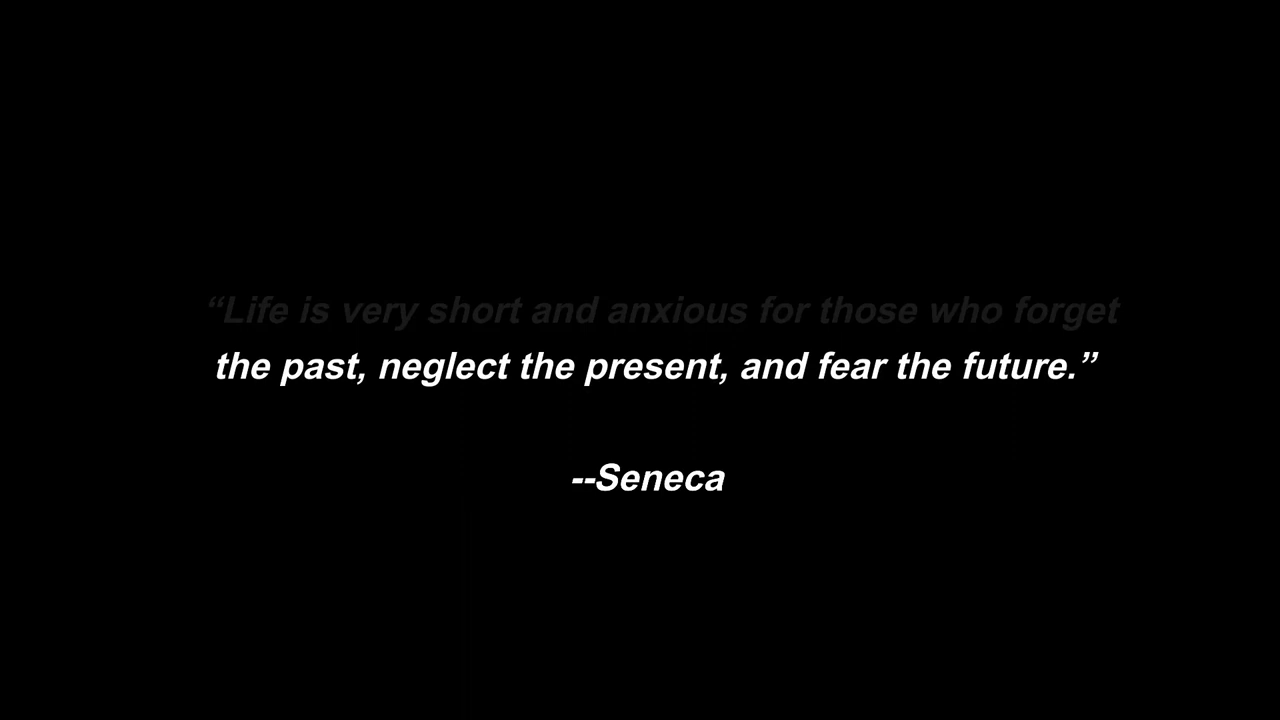 “Life is very short and anxious for those who forget
the past, neglect the present, and fear the future.”
--Seneca